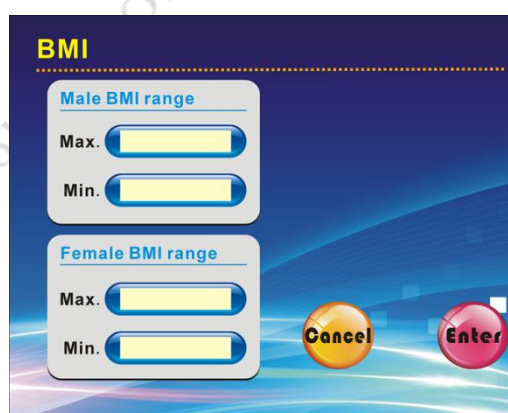 BMI
Male BMI range
Max.
Min.
Female BMI range
Max.
Min.
Cancel
Enter